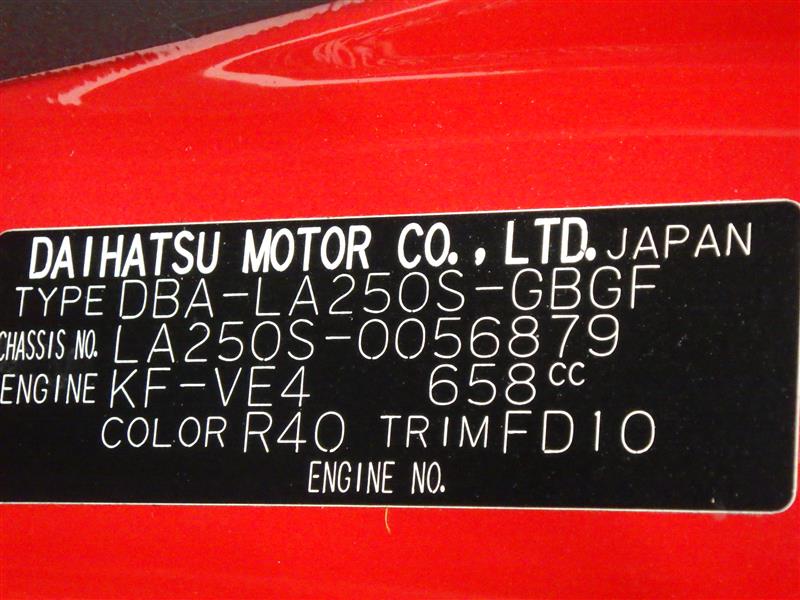 DAIHATSU MOTOR CO., LTD. JAPAN
TYPE DBA-LA250S-GBGF
CHASSIS NO. LA250S-0056879
ENGINE KF-VE4 658cc
COLOR R40 TRIM FD10
ENGINE NO.